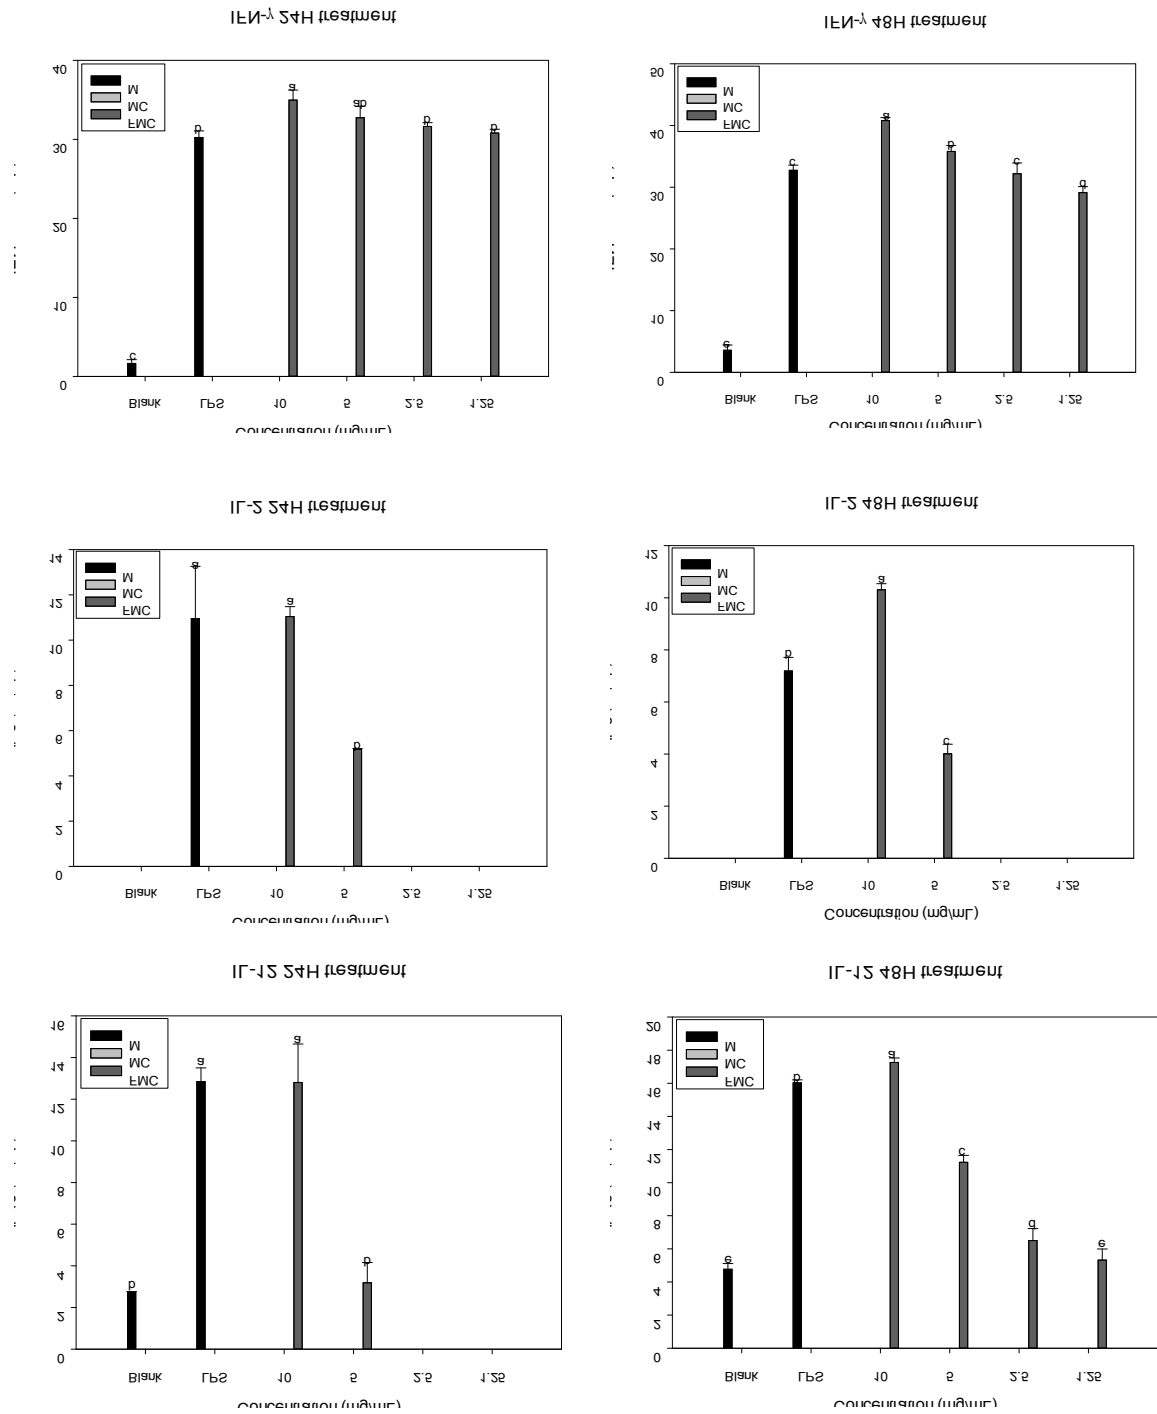 IFN-γ 24H treatment
40
30
20
10
0
M
MC
FMC
c
b
a
ab
b
b
Blank LPS 10 5 2.5 1.25
Concentration (mg/mL)
IFN-γ 48H treatment
50
40
30
20
10
0
M
MC
FMC
e
c
a
b
c
d
Blank LPS 10 5 2.5 1.25
Concentration (mg/mL)
IL-2 24H treatment
14
12
10
8
6
4
2
0
M
MC
FMC
a
a
b
Blank LPS 10 5 2.5 1.25
Concentration (mg/mL)
IL-2 48H treatment
12
10
8
6
4
2
0
M
MC
FMC
b
a
c
Blank LPS 10 5 2.5 1.25
Concentration (mg/mL)
IL-12 24H treatment
16
14
12
10
8
6
4
2
0
M
MC
FMC
b
a
a
b
Blank LPS 10 5 2.5 1.25
Concentration (mg/mL)
IL-12 48H treatment
20
18
16
14
12
10
8
6
4
2
0
M
MC
FMC
e
b
a
c
d
e
Blank LPS 10 5 2.5 1.25
Concentration (mg/mL)